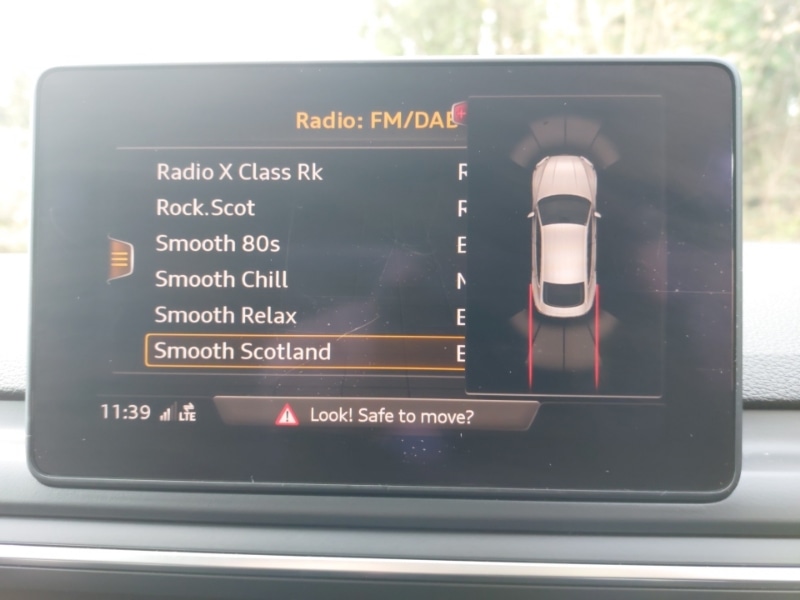 Radio: FM/DAB
Radio X Class Rk
Rock.Scot
Smooth 80s
Smooth Chill
Smooth Relax
Smooth Scotland
11:39 LTE
Look! Safe to move?